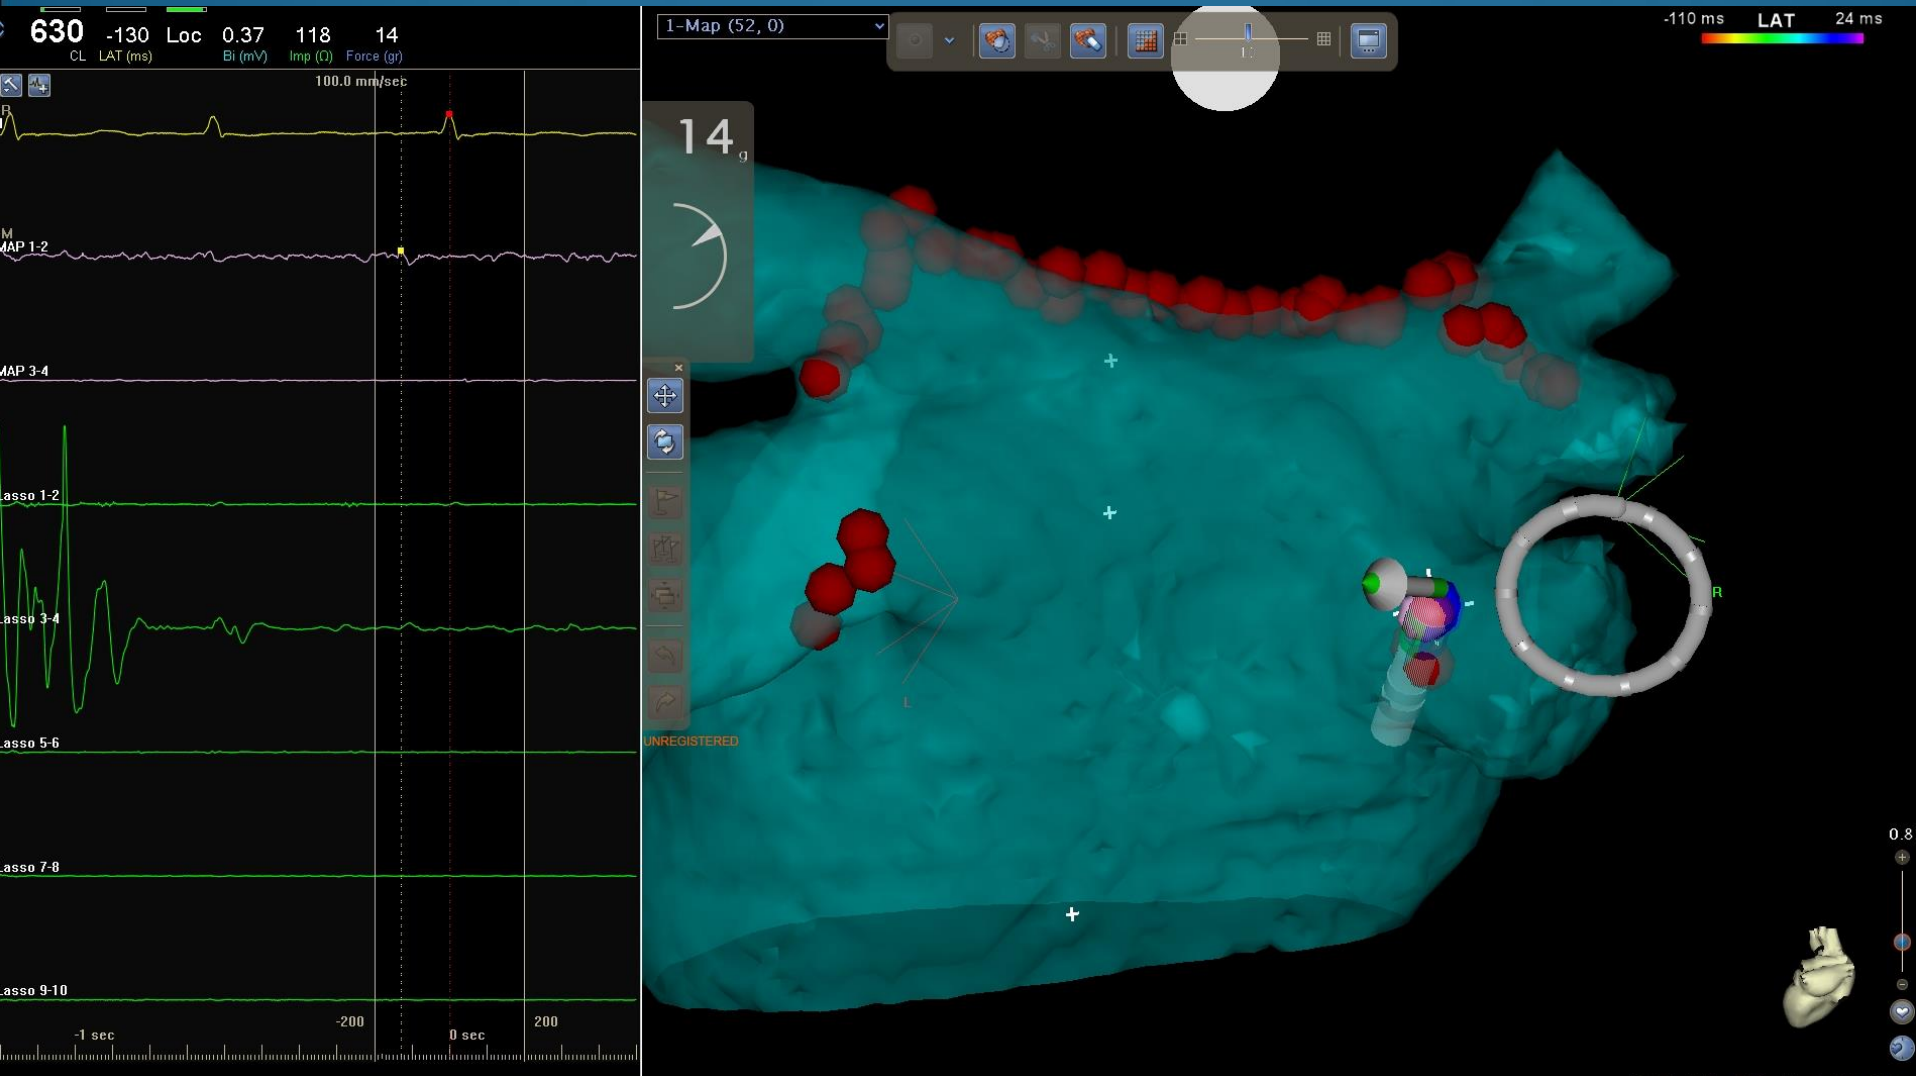 630 -130 Loc 0.37 118 14
CL LAT (ms) Bi (mV) Imp (Ω) Force (gr)
100.0 mm/sec
R
M
MAP 1-2
MAP 3-4
Lasso 1-2
Lasso 3-4
Lasso 5-6
Lasso 7-8
Lasso 9-10
-200 200
-1 sec 0 sec
1-Map (52, 0)
-110 ms LAT 24 ms
14 g
R
L
UNREGISTERED
0.8